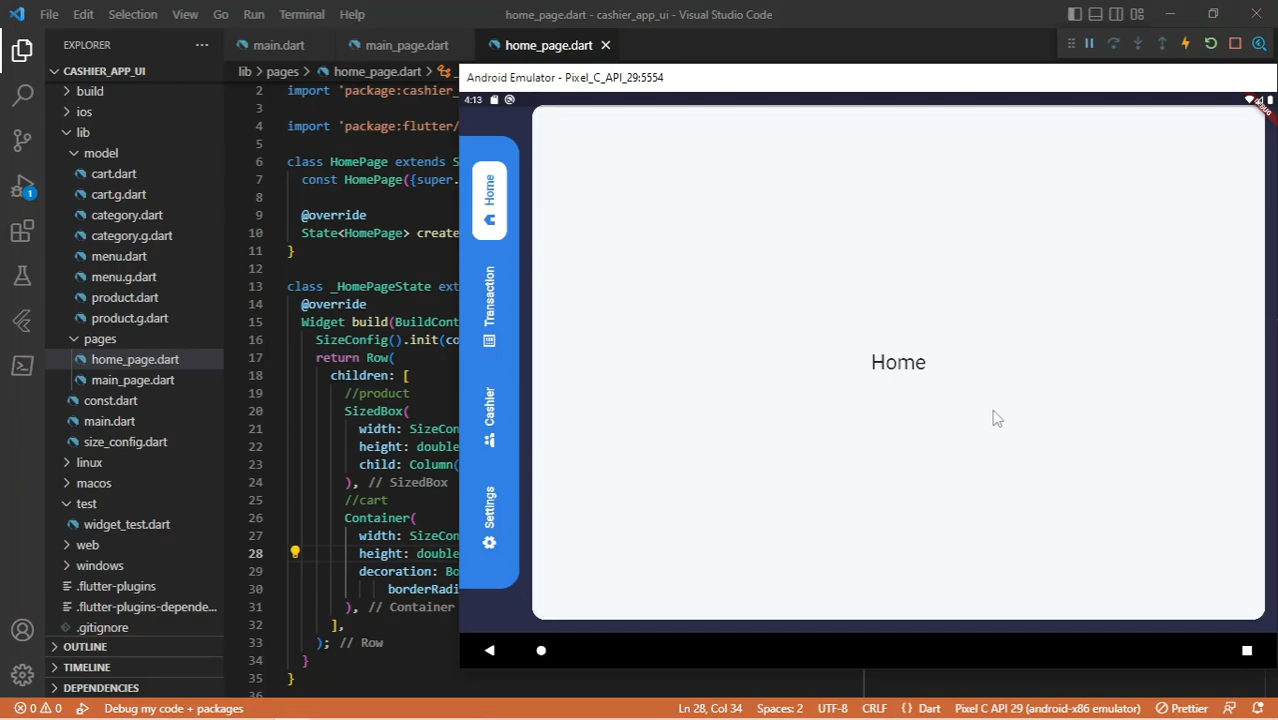 File Edit Selection View Go Run Terminal Help
home_page.dart - cashier_app_ui - Visual Studio Code
EXPLORER
main.dart
main_page.dart
home_page.dart
CASHIER_APP_UI
build
ios
lib
model
cart.dart
cart.g.dart
category.dart
category.g.dart
menu.dart
menu.g.dart
product.dart
product.g.dart
pages
home_page.dart
main_page.dart
const.dart
main.dart
size_config.dart
linux
macos
test
widget_test.dart
web
windows
.flutter-plugins
.flutter-plugins-depende...
.gitignore
OUTLINE
TIMELINE
DEPENDENCIES
1
lib > pages > home_page.dart >
2 import 'package:cashier_
3
4 import 'package:flutter/
5
6 class HomePage extends S
7 const HomePage({super.
8
9 @override
10 State<HomePage> create
11 }
12
13 class _HomePageState ext
14 @override
15 Widget build(BuildCont
16 SizeConfig().init(co
17 return Row(
18 children: [
19 //product
20 SizedBox(
21 width: SizeCon
22 height: double
23 child: Column(
24 ), // SizedBox
25 //cart
26 Container(
27 width: SizeCon
28 height: double
29 decoration: Bo
30 borderRadi
31 ), // Container
32 ],
33 ); // Row
34 }
35 }
36
Android Emulator - Pixel_C_API_29:5554
4:13
DEBUG
Home
Transaction
Cashier
Settings
Home
0 0 Debug my code + packages
Ln 28, Col 34 Spaces: 2 UTF-8 CRLF {} Dart Pixel C API 29 (android-x86 emulator) Prettier